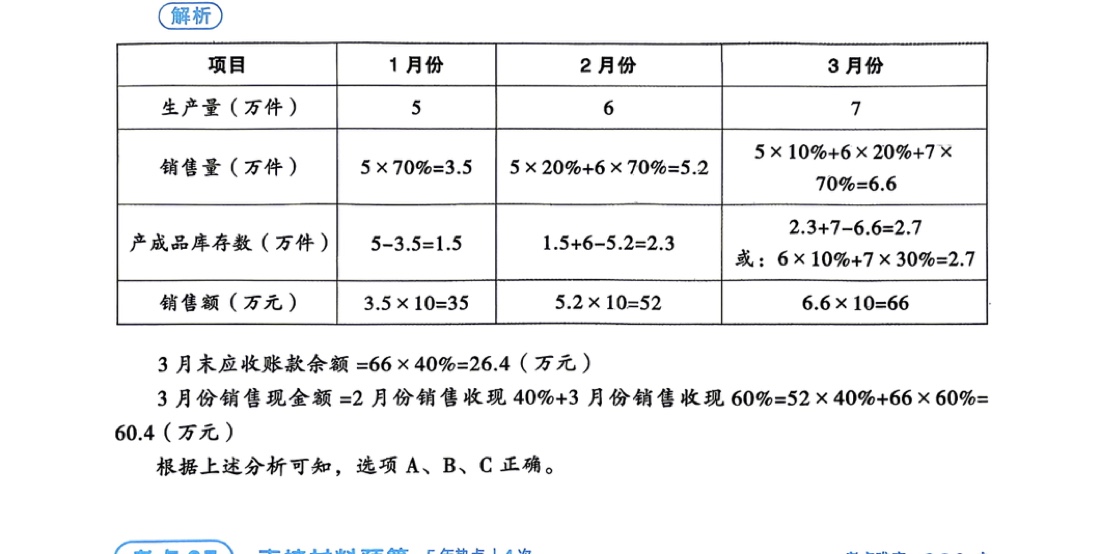 解析
项目 1月份 2月份 3月份
生产量（万件） 5 6 7
销售量（万件） 5×70%=3.5 5×20%+6×70%=5.2 5×10%+6×20%+7×
70%=6.6
产成品库存数（万件） 5-3.5=1.5 1.5+6-5.2=2.3 2.3+7-6.6=2.7
或：6×10%+7×30%=2.7
销售额（万元） 3.5×10=35 5.2×10=52 6.6×10=66
3月末应收账款余额=66×40%=26.4（万元）
3月份销售现金额=2月份销售收现40%+3月份销售收现60%=52×40%+66×60%=
60.4（万元）
根据上述分析可知，选项A、B、C正确。